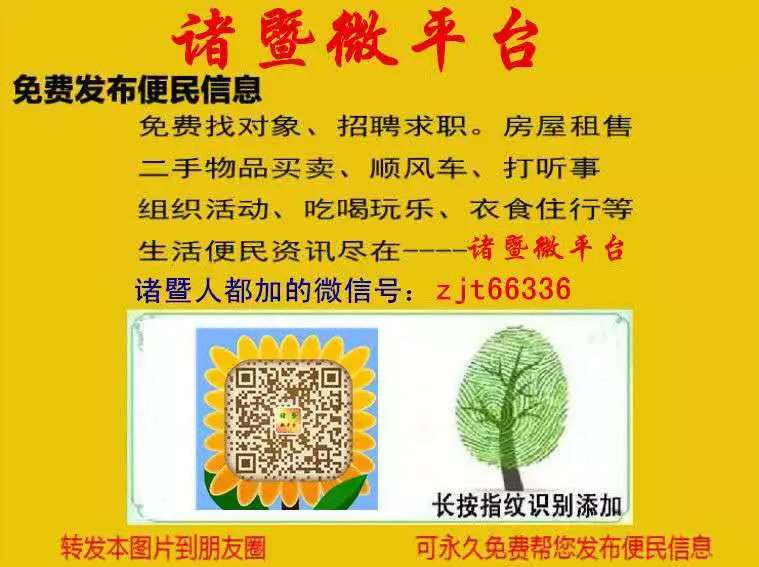 诸暨微平台
免费发布便民信息
免费找对象、招聘求职。房屋租售
二手物品买卖、顺风车、打听事
组织活动、吃喝玩乐、衣食住行等
生活便民资讯尽在----诸暨微平台
诸暨人都加的微信号：zjt66336
长按指纹识别添加
转发本图片到朋友圈 可永久免费帮您发布便民信息